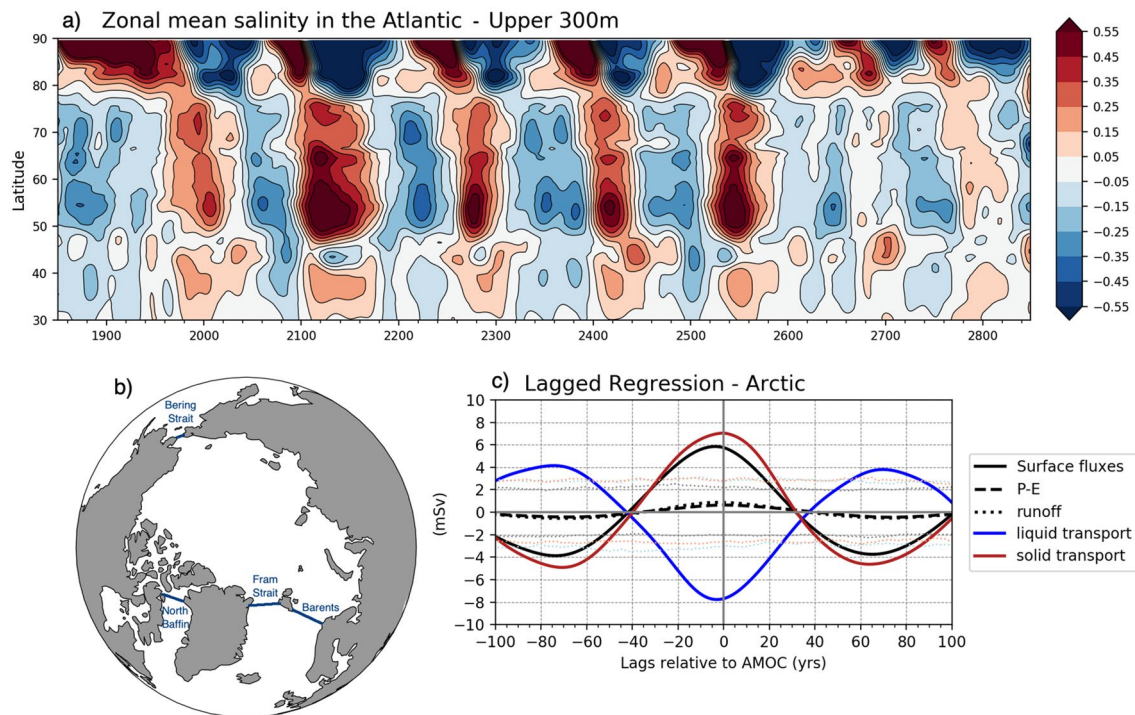 a) Zonal mean salinity in the Atlantic - Upper 300m
Latitude
90
80
70
60
50
40
30
1900
2000
2100
2200
2300
2400
2500
2600
2700
2800
0.55
0.45
0.35
0.25
0.15
0.05
−0.05
−0.15
−0.25
−0.35
−0.45
−0.55
b)
Bering
Strait
Fram
Strait
Barents
North
Baffin
c) Lagged Regression - Arctic
(mSv)
10
8
6
4
2
0
−2
−4
−6
−8
−10
−100
−80
−60
−40
−20
0
20
40
60
80
100
Lags relative to AMOC (yrs)
Surface fluxes
P-E
runoff
liquid transport
solid transport